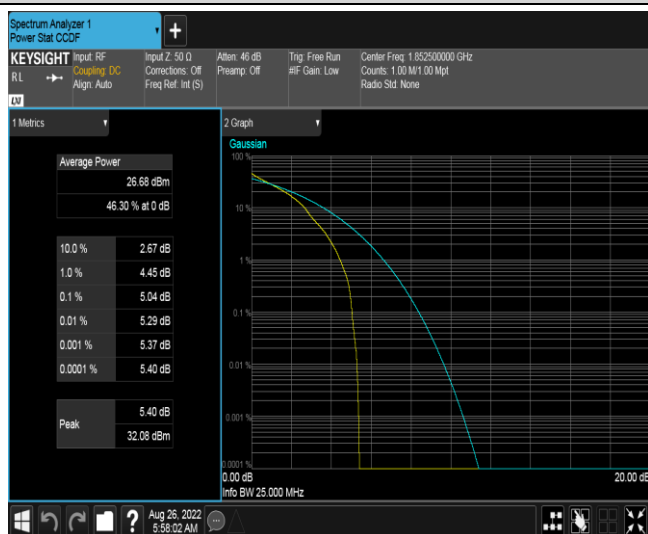 Spectrum Analyzer 1
Power Stat CCDF
KEYSIGHT
RL
LXI
Input: RF
Coupling: DC
Align: Auto
Input Z: 50 Ω
Corrections: Off
Freq Ref: Int (S)
Atten: 46 dB
Preamp: Off
Trig: Free Run
#IF Gain: Low
Center Freq: 1.852500000 GHz
Counts: 1.00 M/1.00 Mpt
Radio Std: None
1 Metrics
Average Power
26.68 dBm
46.30 % at 0 dB
10.0 % 2.67 dB
1.0 % 4.45 dB
0.1 % 5.04 dB
0.01 % 5.29 dB
0.001 % 5.37 dB
0.0001 % 5.40 dB
Peak 5.40 dB
32.08 dBm
2 Graph
Gaussian
100 %
10 %
1 %
0.1 %
0.01 %
0.001 %
0.0001 %
0.00 dB 20.00 dB
Info BW 25.000 MHz
Aug 26, 2022
5:58:02 AM